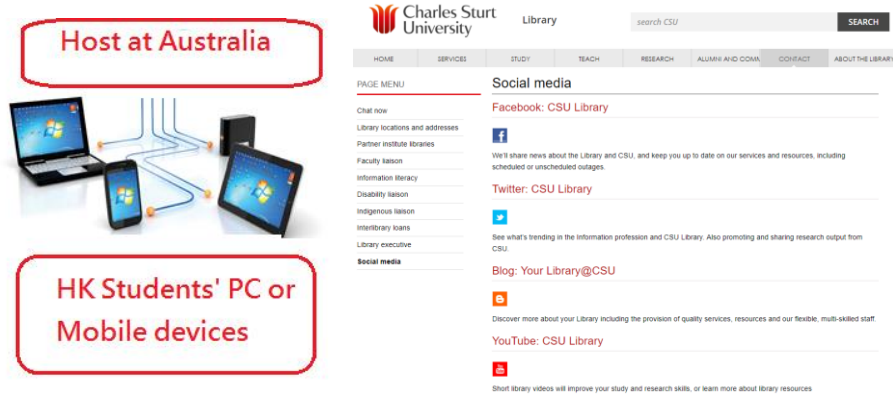 Host at Australia
HK Students' PC or
Mobile devices
Charles Sturt
University
Library
search CSU
SEARCH
HOME
SERVICES
STUDY
TEACH
RESEARCH
ALUMNI AND COMM
CONTACT
ABOUT THE LIBRARY
PAGE MENU
Chat now
Library locations and addresses
Partner institute libraries
Faculty liaison
Information literacy
Disability liaison
Indigenous liaison
Interlibrary loans
Library executive
Social media
Social media
Facebook: CSU Library
We'll share news about the Library and CSU, and keep you up to date on our services and resources, including
scheduled or unscheduled outages.
Twitter: CSU Library
See what's trending in the Information profession and CSU Library. Also promoting and sharing research output from
CSU.
Blog: Your Library@CSU
Discover more about your Library including the provision of quality services, resources and our flexible, multi-skilled staff.
YouTube: CSU Library
Short library videos will improve your study and research skills, or learn more about library resources